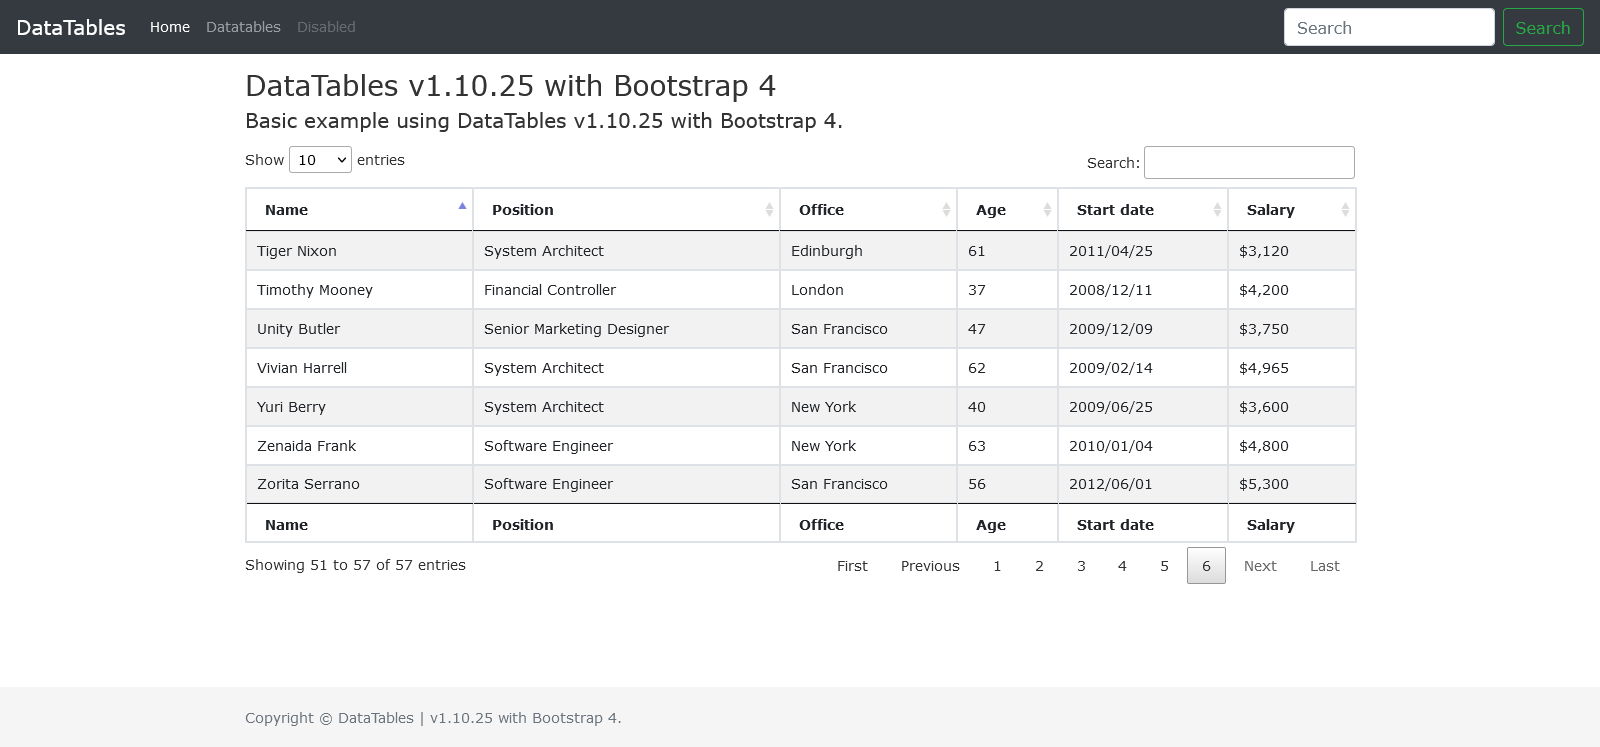 DataTables Home Datatables Disabled Search Search
DataTables v1.10.25 with Bootstrap 4
Basic example using DataTables v1.10.25 with Bootstrap 4.
Show 10 entries Search:
Name Position Office Age Start date Salary
Tiger Nixon System Architect Edinburgh 61 2011/04/25 $3,120
Timothy Mooney Financial Controller London 37 2008/12/11 $4,200
Unity Butler Senior Marketing Designer San Francisco 47 2009/12/09 $3,750
Vivian Harrell System Architect San Francisco 62 2009/02/14 $4,965
Yuri Berry System Architect New York 40 2009/06/25 $3,600
Zenaida Frank Software Engineer New York 63 2010/01/04 $4,800
Zorita Serrano Software Engineer San Francisco 56 2012/06/01 $5,300
Name Position Office Age Start date Salary
Showing 51 to 57 of 57 entries First Previous 1 2 3 4 5 6 Next Last
Copyright © DataTables | v1.10.25 with Bootstrap 4.